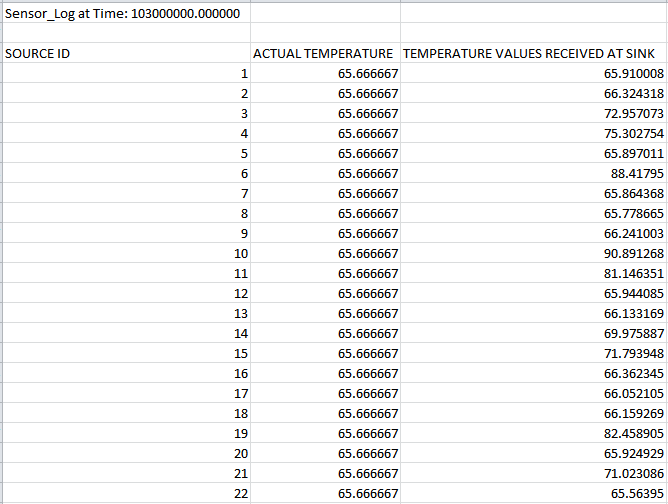 Sensor_Log at Time: 103000000.000000
SOURCE ID ACTUAL TEMPERATURE TEMPERATURE VALUES RECEIVED AT SINK
1 65.666667 65.910008
2 65.666667 66.324318
3 65.666667 72.957073
4 65.666667 75.302754
5 65.666667 65.897011
6 65.666667 88.41795
7 65.666667 65.864368
8 65.666667 65.778665
9 65.666667 66.241003
10 65.666667 90.891268
11 65.666667 81.146351
12 65.666667 65.944085
13 65.666667 66.133169
14 65.666667 69.975887
15 65.666667 71.793948
16 65.666667 66.362345
17 65.666667 66.052105
18 65.666667 66.159269
19 65.666667 82.458905
20 65.666667 65.924929
21 65.666667 71.023086
22 65.666667 65.56395